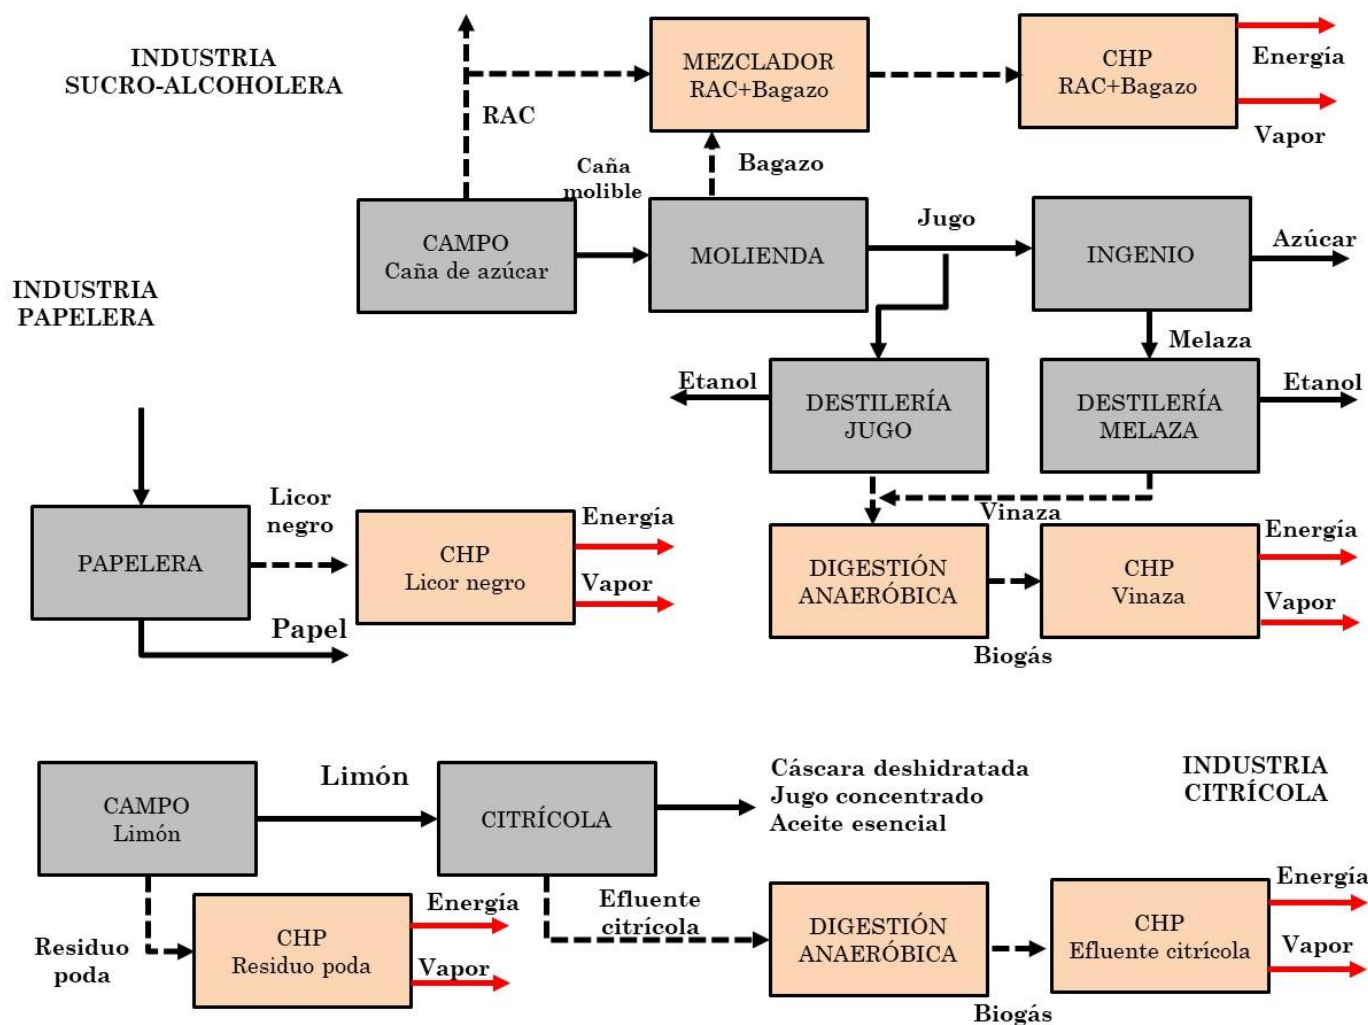 INDUSTRIA
SUCRO-ALCOHOLERA
RAC
MEZCLADOR
RAC+Bagazo
CHP
RAC+Bagazo
Energía
Vapor
Caña
molible
Bagazo
CAMPO
Caña de azúcar
MOLIENDA
Jugo
INGENIO
Azúcar
Melaza
Etanol
DESTILERÍA
JUGO
DESTILERÍA
MELAZA
Etanol
Vinaza
DIGESTIÓN
ANAERÓBICA
Biogás
CHP
Vinaza
Energía
Vapor
INDUSTRIA
PAPELERA
PAPELERA
Licor
negro
CHP
Licor negro
Energía
Vapor
Papel
INDUSTRIA
CITRÍCOLA
CAMPO
Limón
Limón
CITRÍCOLA
Cáscara deshidratada
Jugo concentrado
Aceite esencial
Residuo
poda
CHP
Residuo poda
Energía
Vapor
Efluente
citrícola
DIGESTIÓN
ANAERÓBICA
Biogás
CHP
Efluente citrícola
Energía
Vapor